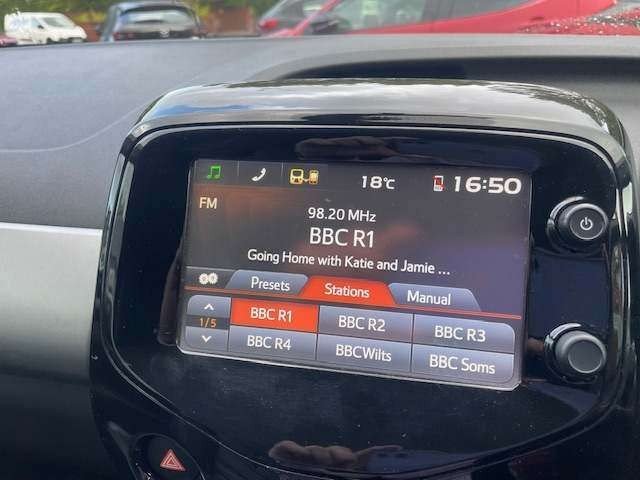 18°C 16:50
FM
98.20 MHz
BBC R1
Going Home with Katie and Jamie ...
Presets Stations Manual
1/5
BBC R1 BBC R2 BBC R3
BBC R4 BBCWilts BBC Soms